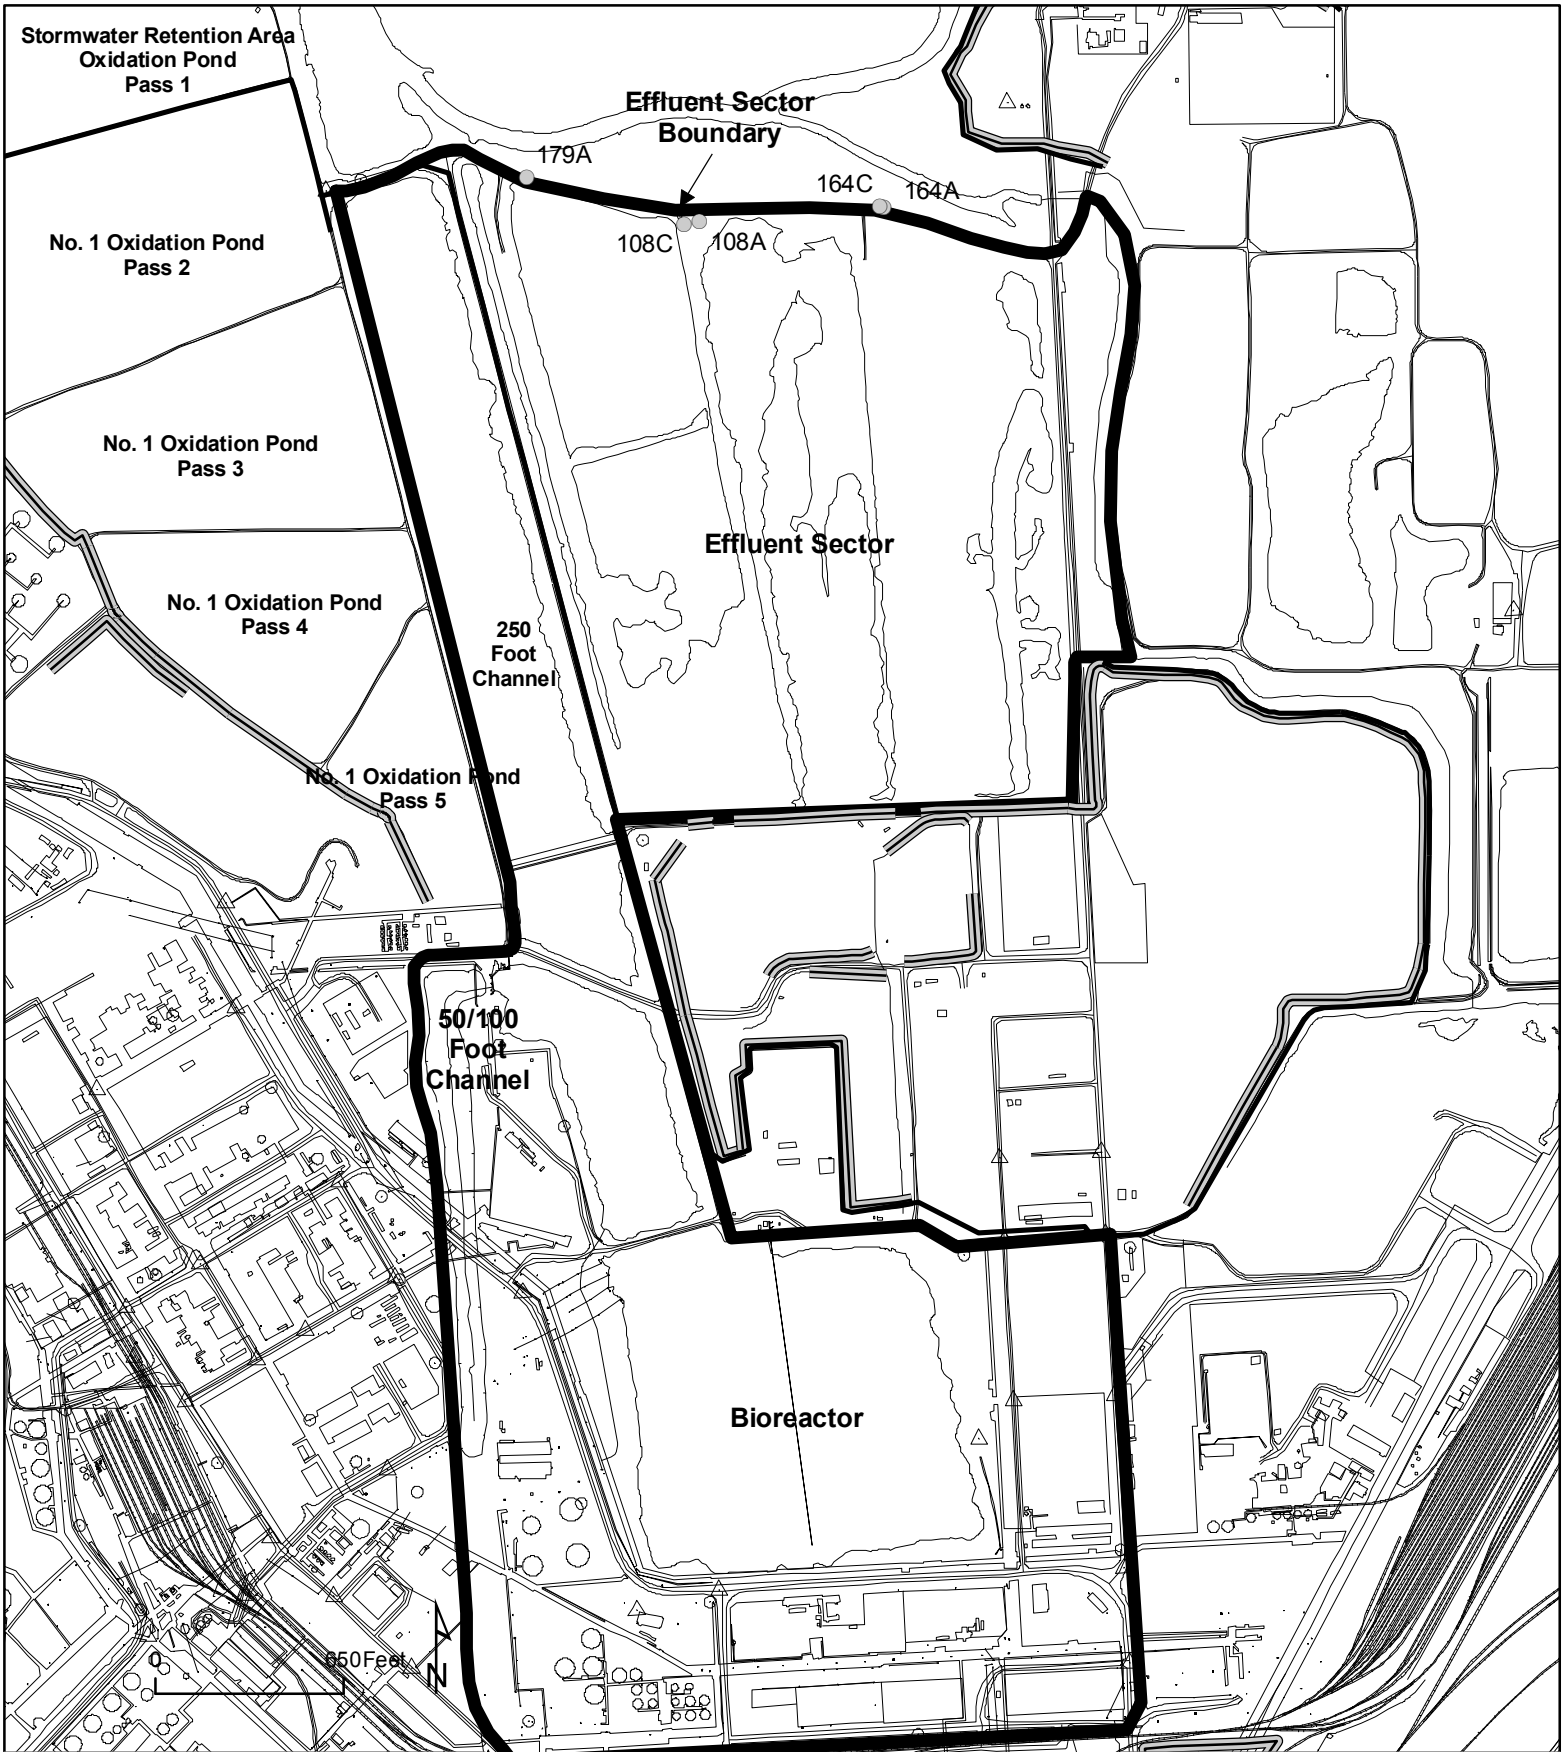 Stormwater Retention Area
Oxidation Pond
Pass 1
Effluent Sector
Boundary
179A
164C
164A
108C
108A
No. 1 Oxidation Pond
Pass 2
No. 1 Oxidation Pond
Pass 3
Effluent Sector
No. 1 Oxidation Pond
Pass 4
250
Foot
Channel
No. 1 Oxidation Pond
Pass 5
50/100
Foot
Channel
Bioreactor
0
650Feet
N